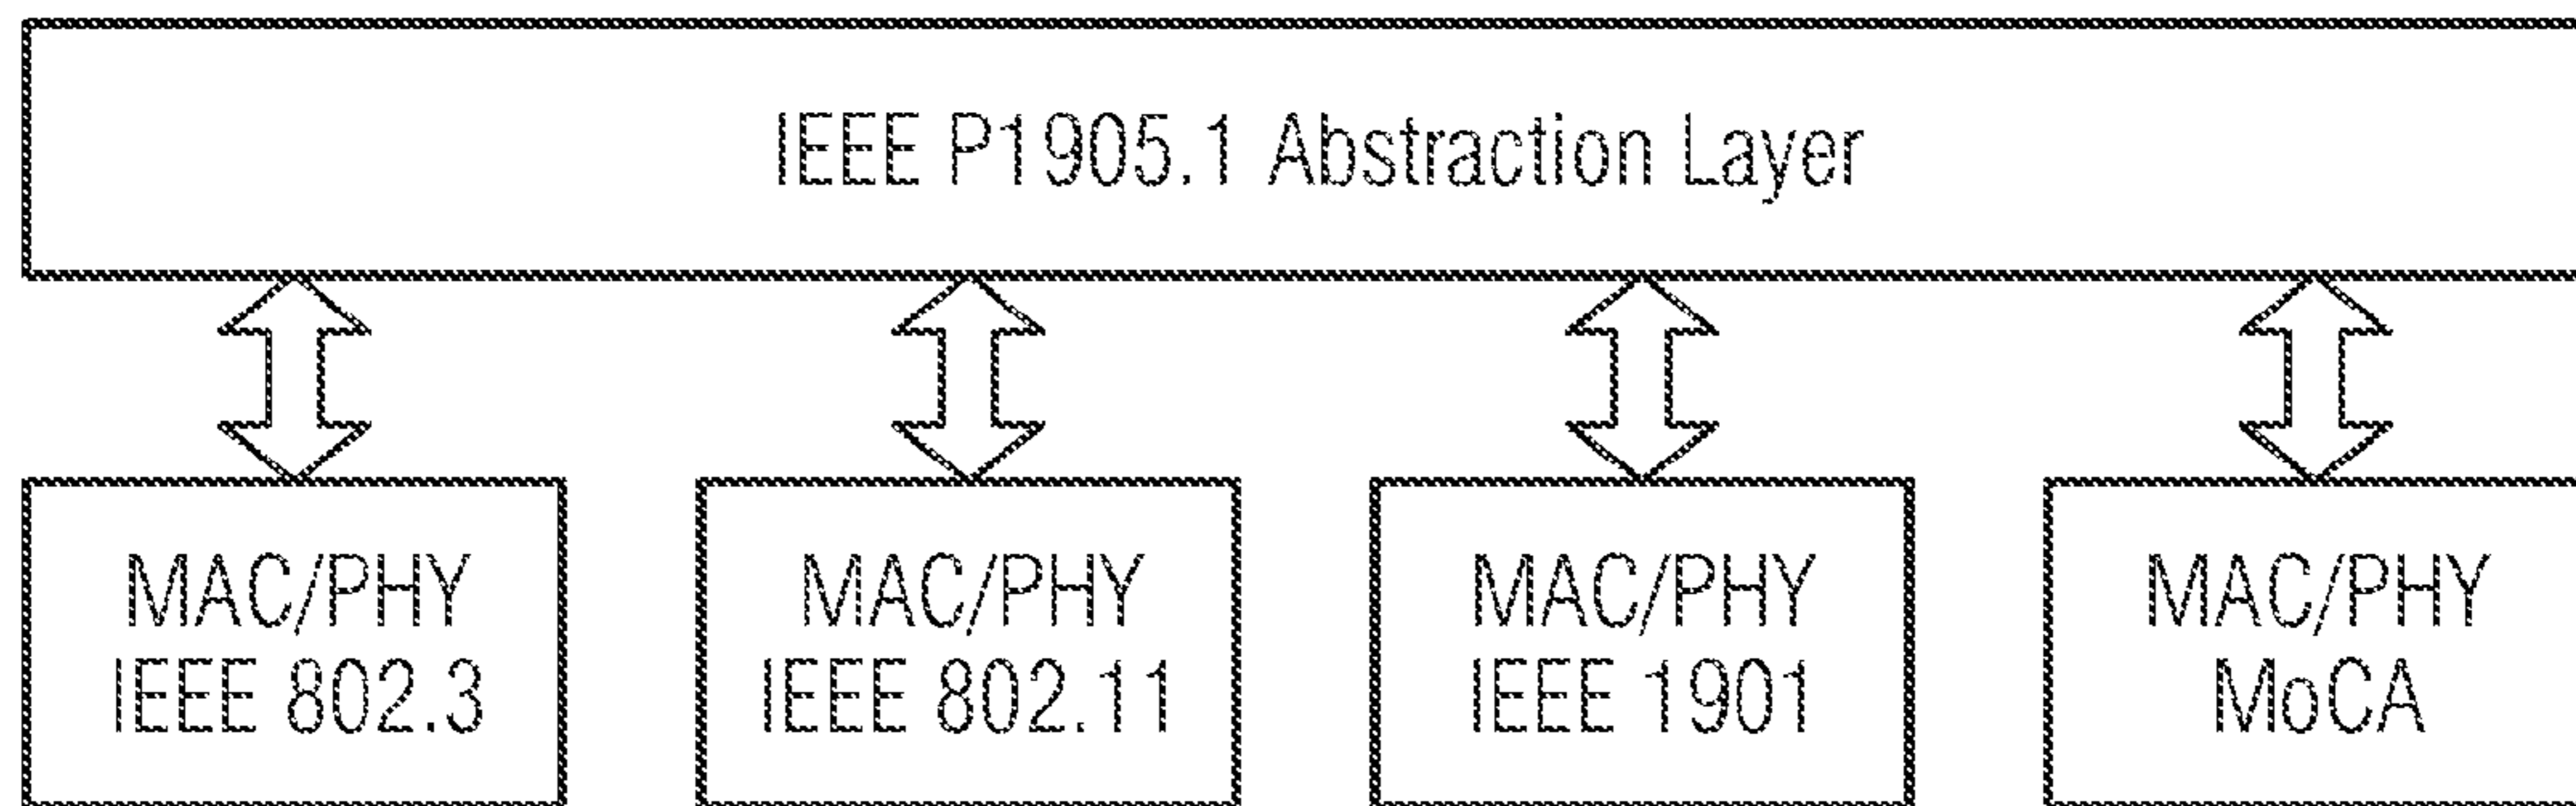 IEEE P1905.1 Abstraction Layer
MAC/PHY
IEEE 802.3
MAC/PHY
IEEE 802.11
MAC/PHY
IEEE 1901
MAC/PHY
MoCA